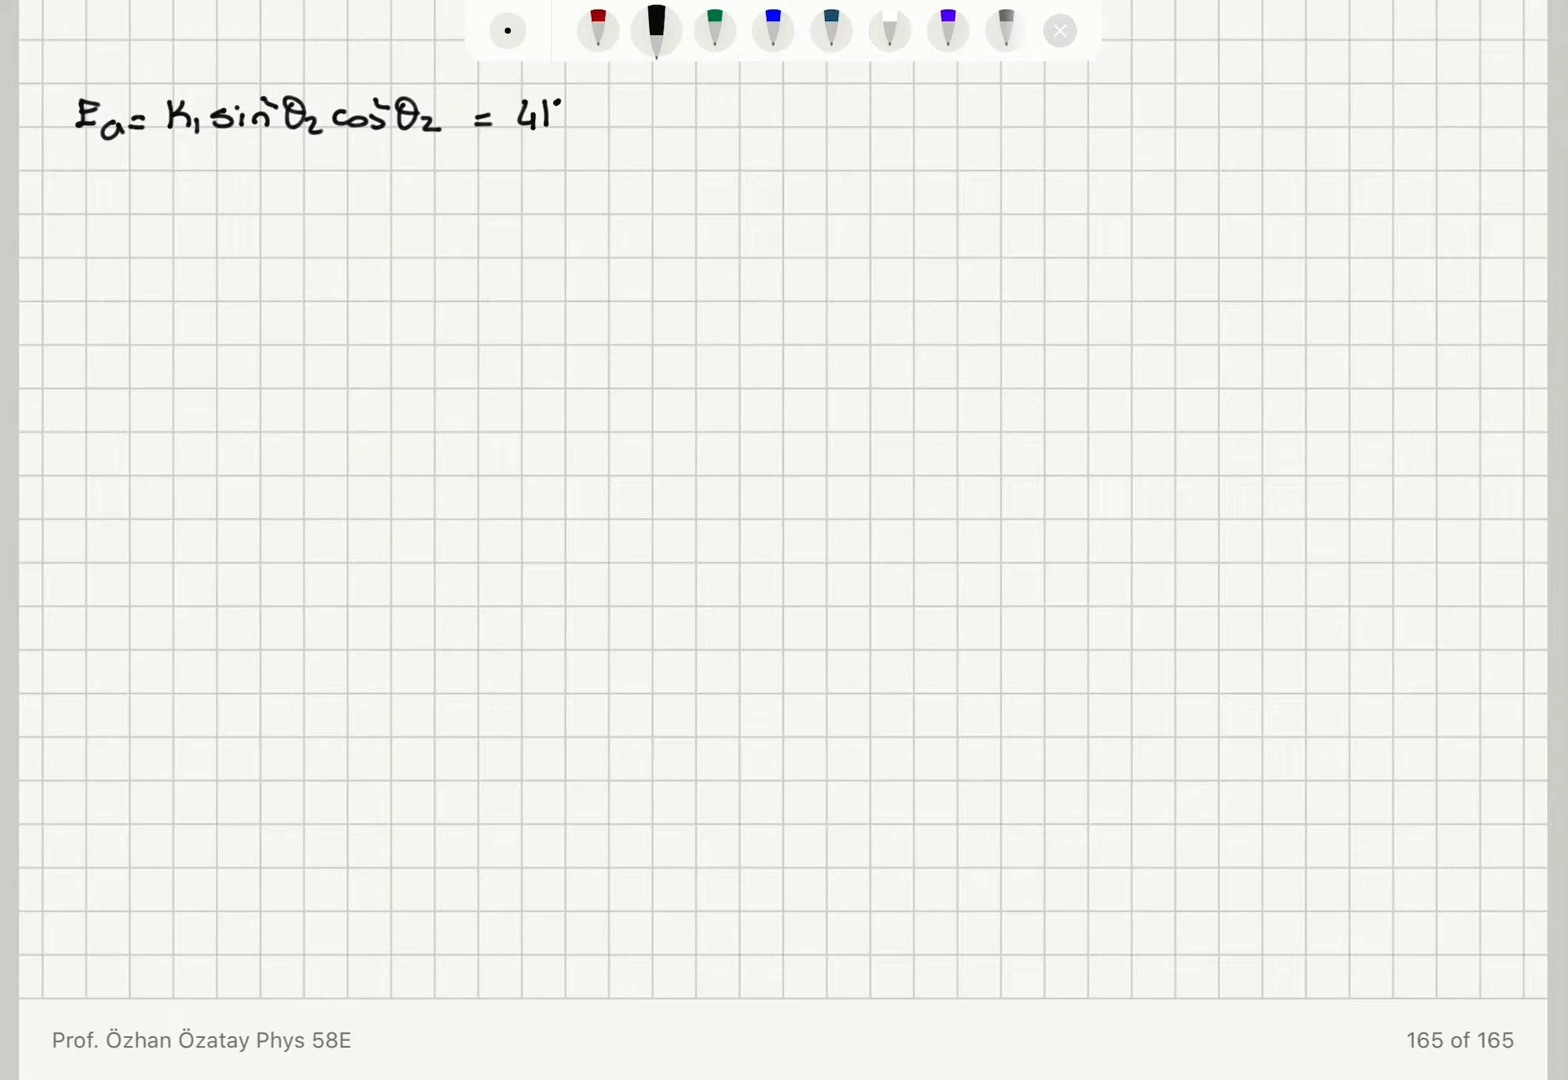 Ea = K₁ sin²θ₂ cos²θ₂ = 41°
Prof. Özhan Özatay Phys 58E
165 of 165